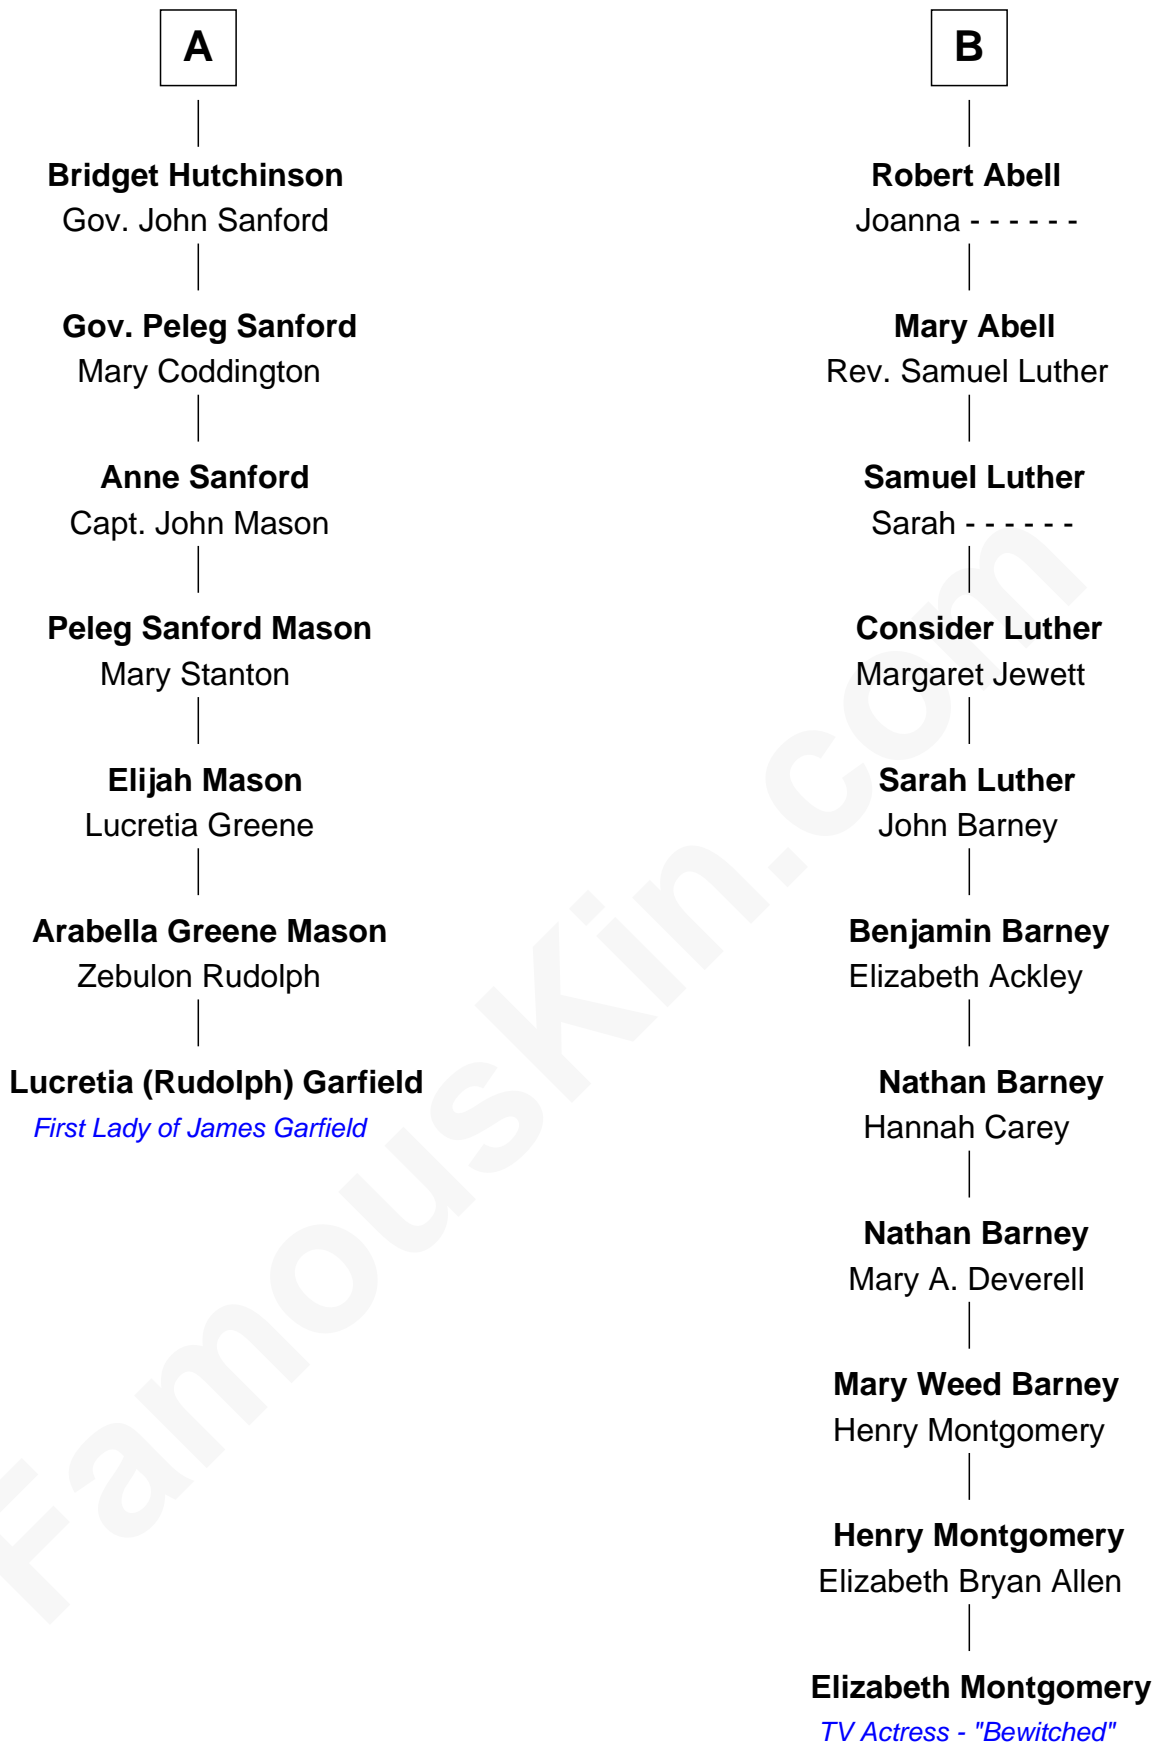 A
Bridget Hutchinson
Gov. John Sanford
Gov. Peleg Sanford
Mary Coddington
Anne Sanford
Capt. John Mason
Peleg Sanford Mason
Mary Stanton
Elijah Mason
Lucretia Greene
Arabella Greene Mason
Zebulon Rudolph
Lucretia (Rudolph) Garfield
First Lady of James Garfield
B
Robert Abell
Joanna - - - - - -
Mary Abell
Rev. Samuel Luther
Samuel Luther
Sarah - - - - - -
Consider Luther
Margaret Jewett
Sarah Luther
John Barney
Benjamin Barney
Elizabeth Ackley
Nathan Barney
Hannah Carey
Nathan Barney
Mary A. Deverell
Mary Weed Barney
Henry Montgomery
Henry Montgomery
Elizabeth Bryan Allen
Elizabeth Montgomery
TV Actress - "Bewitched"
FamousKin.com